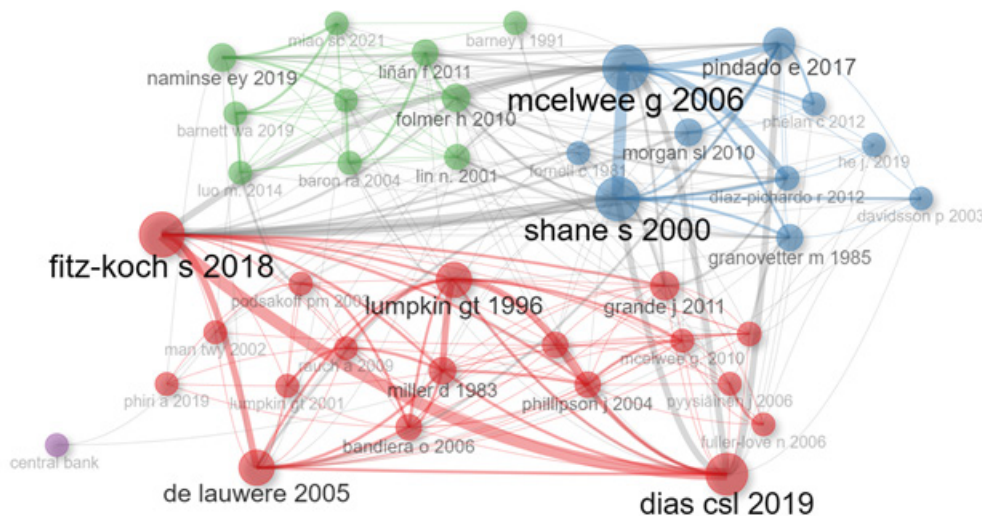 miao sc 2021
barney j 1991
naminse ey 2019
liñán f 2011
pindado e 2017
mcelwee g 2006
barnett wa 2019
folmer h 2010
phelan c 2012
morgan sl 2010
luo m. 2014
baron ra 2004
lin n. 2001
fornell c 1981
he j. 2019
diaz-pichardo r 2012
davidsson p 2003
shane s 2000
granovetter m 1985
fitz-koch s 2018
podsakoff pm 2003
lumpkin gt 1996
grande j 2011
man twy 2002
rauch a 2009
mcelwee g. 2010
phiri a 2019
lumpkin gt 2001
miller d 1983
phillipson j 2004
pyysiäinen j 2006
bandiera o 2006
fuller-love n 2006
central bank
de lauwere 2005
dias csl 2019